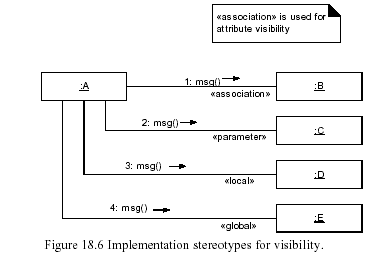 «association» is used for
attribute visibility
:A
1: msg()
«association»
:B
2: msg()
«parameter»
:C
3: msg()
«local»
:D
4: msg()
«global»
:E
Figure 18.6 Implementation stereotypes for visibility.